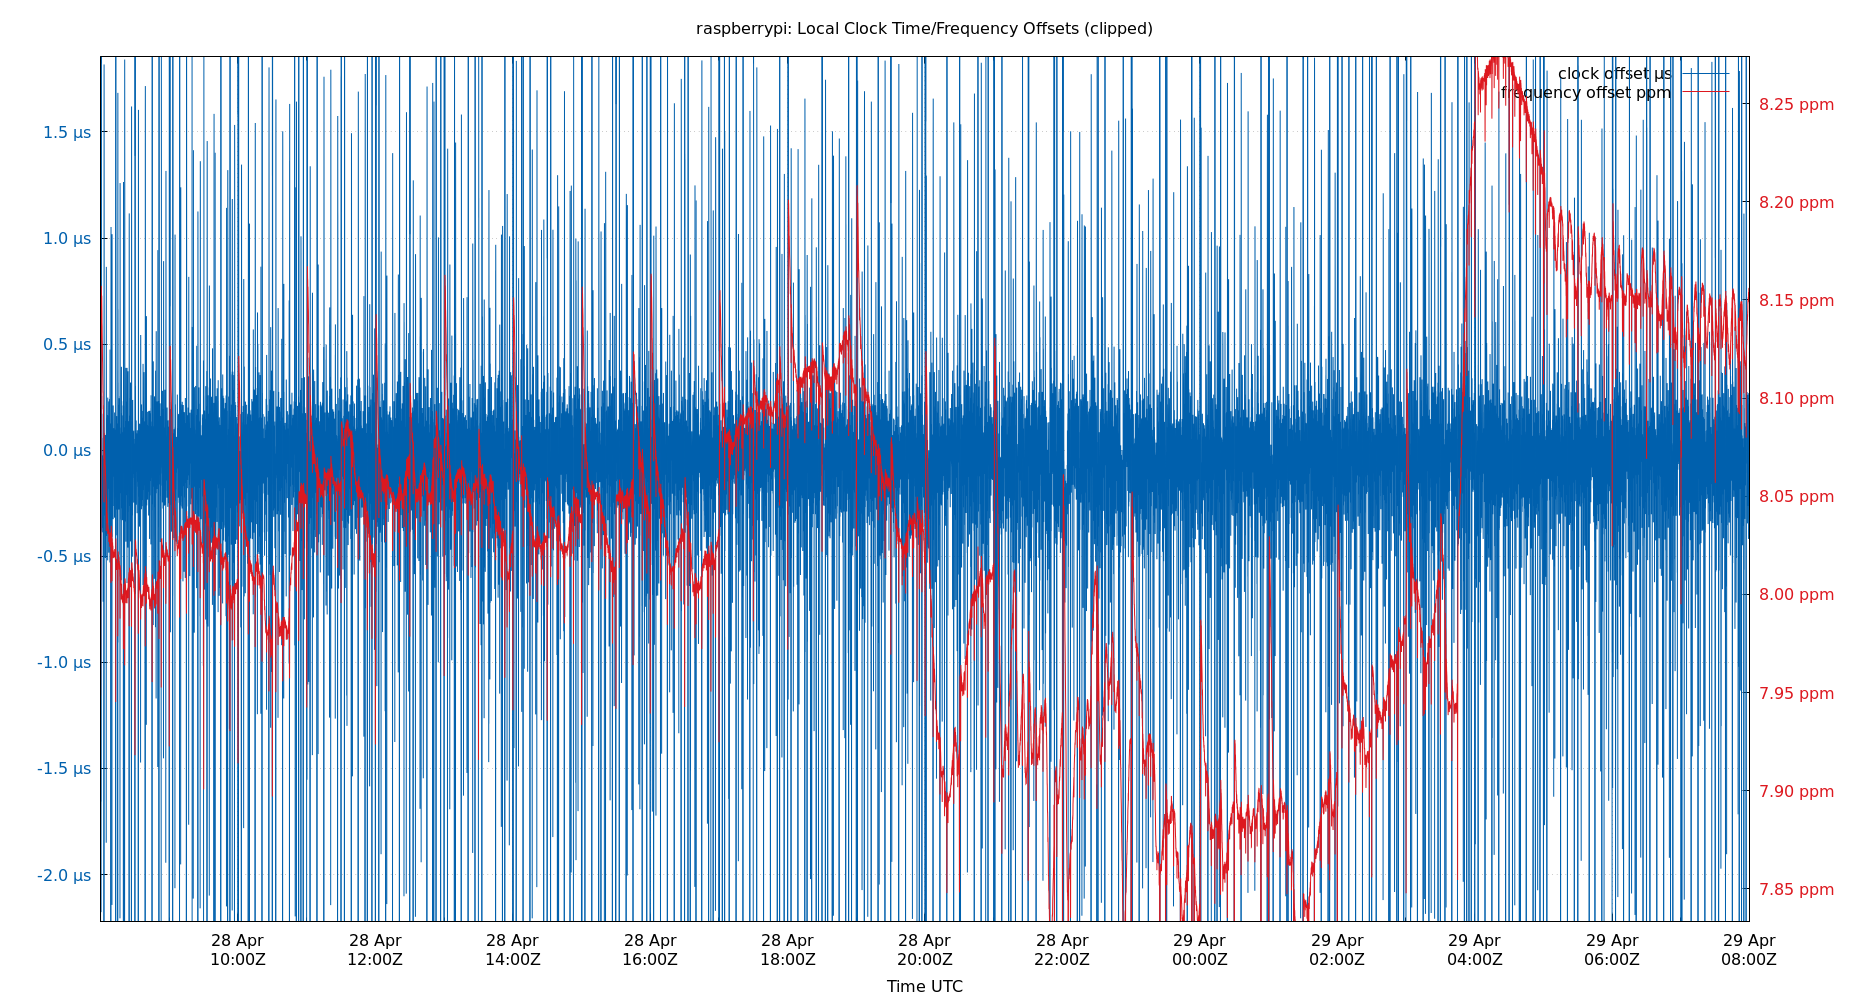 raspberrypi: Local Clock Time/Frequency Offsets (clipped)
clock offset µs
frequency offset ppm
1.5 µs
1.0 µs
0.5 µs
0.0 µs
-0.5 µs
-1.0 µs
-1.5 µs
-2.0 µs
8.25 ppm
8.20 ppm
8.15 ppm
8.10 ppm
8.05 ppm
8.00 ppm
7.95 ppm
7.90 ppm
7.85 ppm
28 Apr 28 Apr 28 Apr 28 Apr 28 Apr 28 Apr 28 Apr 29 Apr 29 Apr 29 Apr 29 Apr 29 Apr
10:00Z 12:00Z 14:00Z 16:00Z 18:00Z 20:00Z 22:00Z 00:00Z 02:00Z 04:00Z 06:00Z 08:00Z
Time UTC